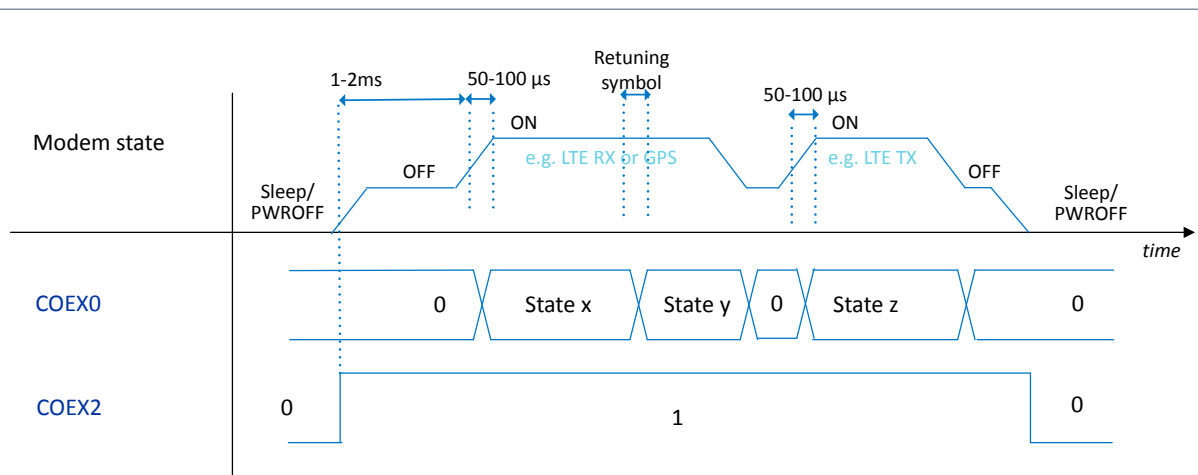 Retuning
symbol
1-2ms
50-100 µs
50-100 µs
ON
ON
Modem state
e.g. LTE RX or GPS
e.g. LTE TX
OFF
OFF
Sleep/
PWROFF
Sleep/
PWROFF
time
COEX0
0
State x
State y
0
State z
0
COEX2
0
1
0